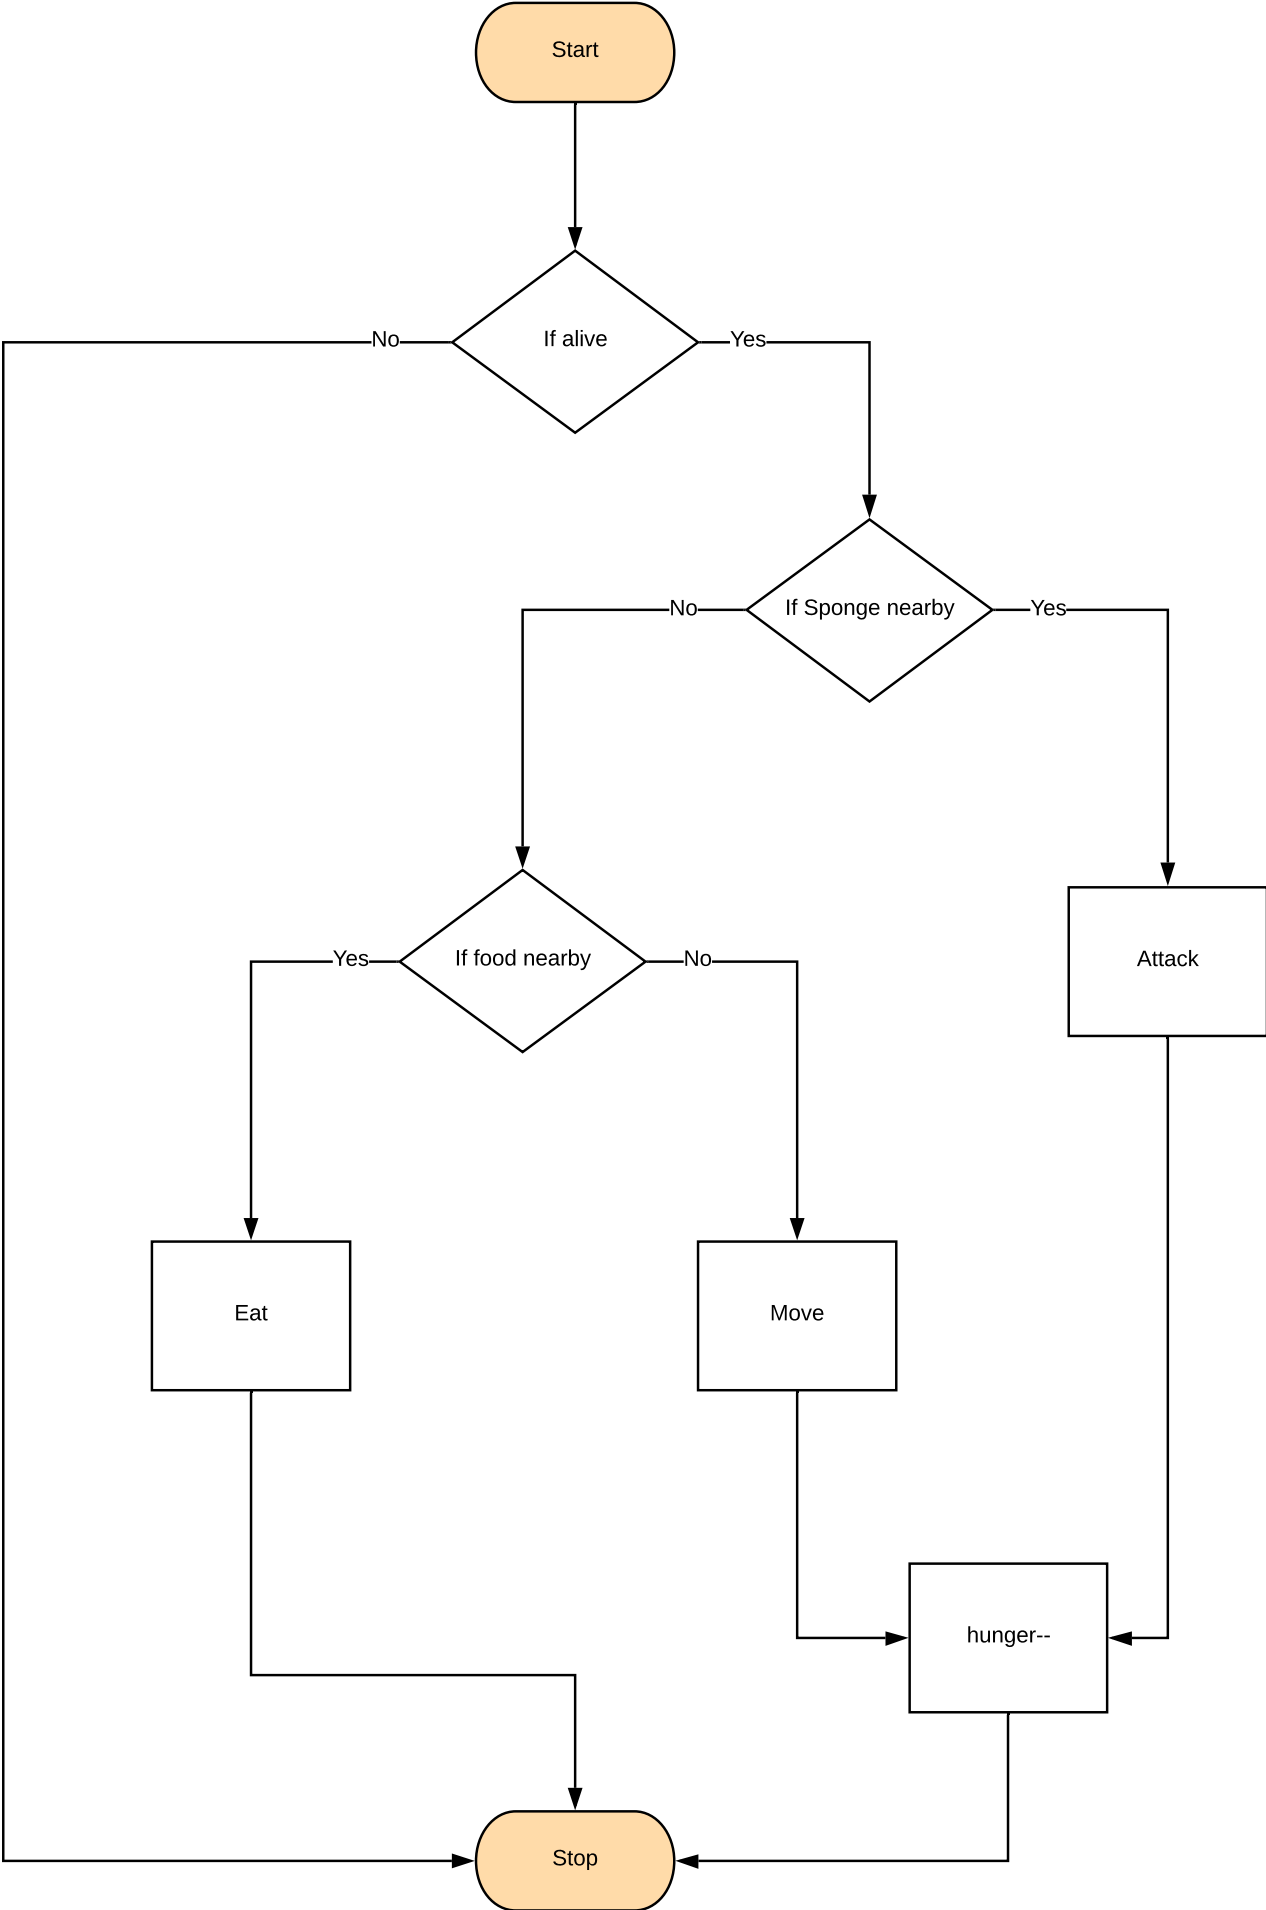 Start
If alive
No
Yes
If Sponge nearby
No
Yes
If food nearby
Yes
No
Attack
Eat
Move
hunger--
Stop